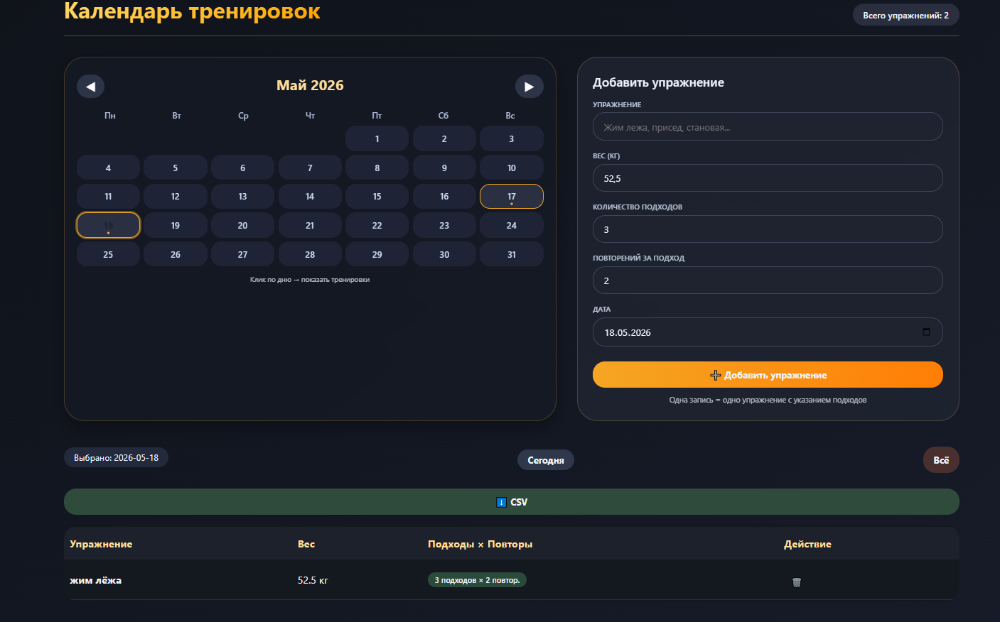 Календарь тренировок
Всего упражнений: 2
◀ Май 2026 ▶
Пн Вт Ср Чт Пт Сб Вс
1 2 3
4 5 6 7 8 9 10
11 12 13 14 15 16 17
18 19 20 21 22 23 24
25 26 27 28 29 30 31
Клик по дню → показать тренировки
Добавить упражнение
УПРАЖНЕНИЕ
Жим лежа, присед, становая...
ВЕС (КГ)
52,5
КОЛИЧЕСТВО ПОДХОДОВ
3
ПОВТОРЕНИЙ ЗА ПОДХОД
2
ДАТА
18.05.2026
➕ Добавить упражнение
Одна запись = одно упражнение с указанием подходов
Выбрано: 2026-05-18 Сегодня Всё
⬇️ CSV
Упражнение Вес Подходы × Повторы Действие
жим лёжа 52.5 кг 3 подходов × 2 повтор.